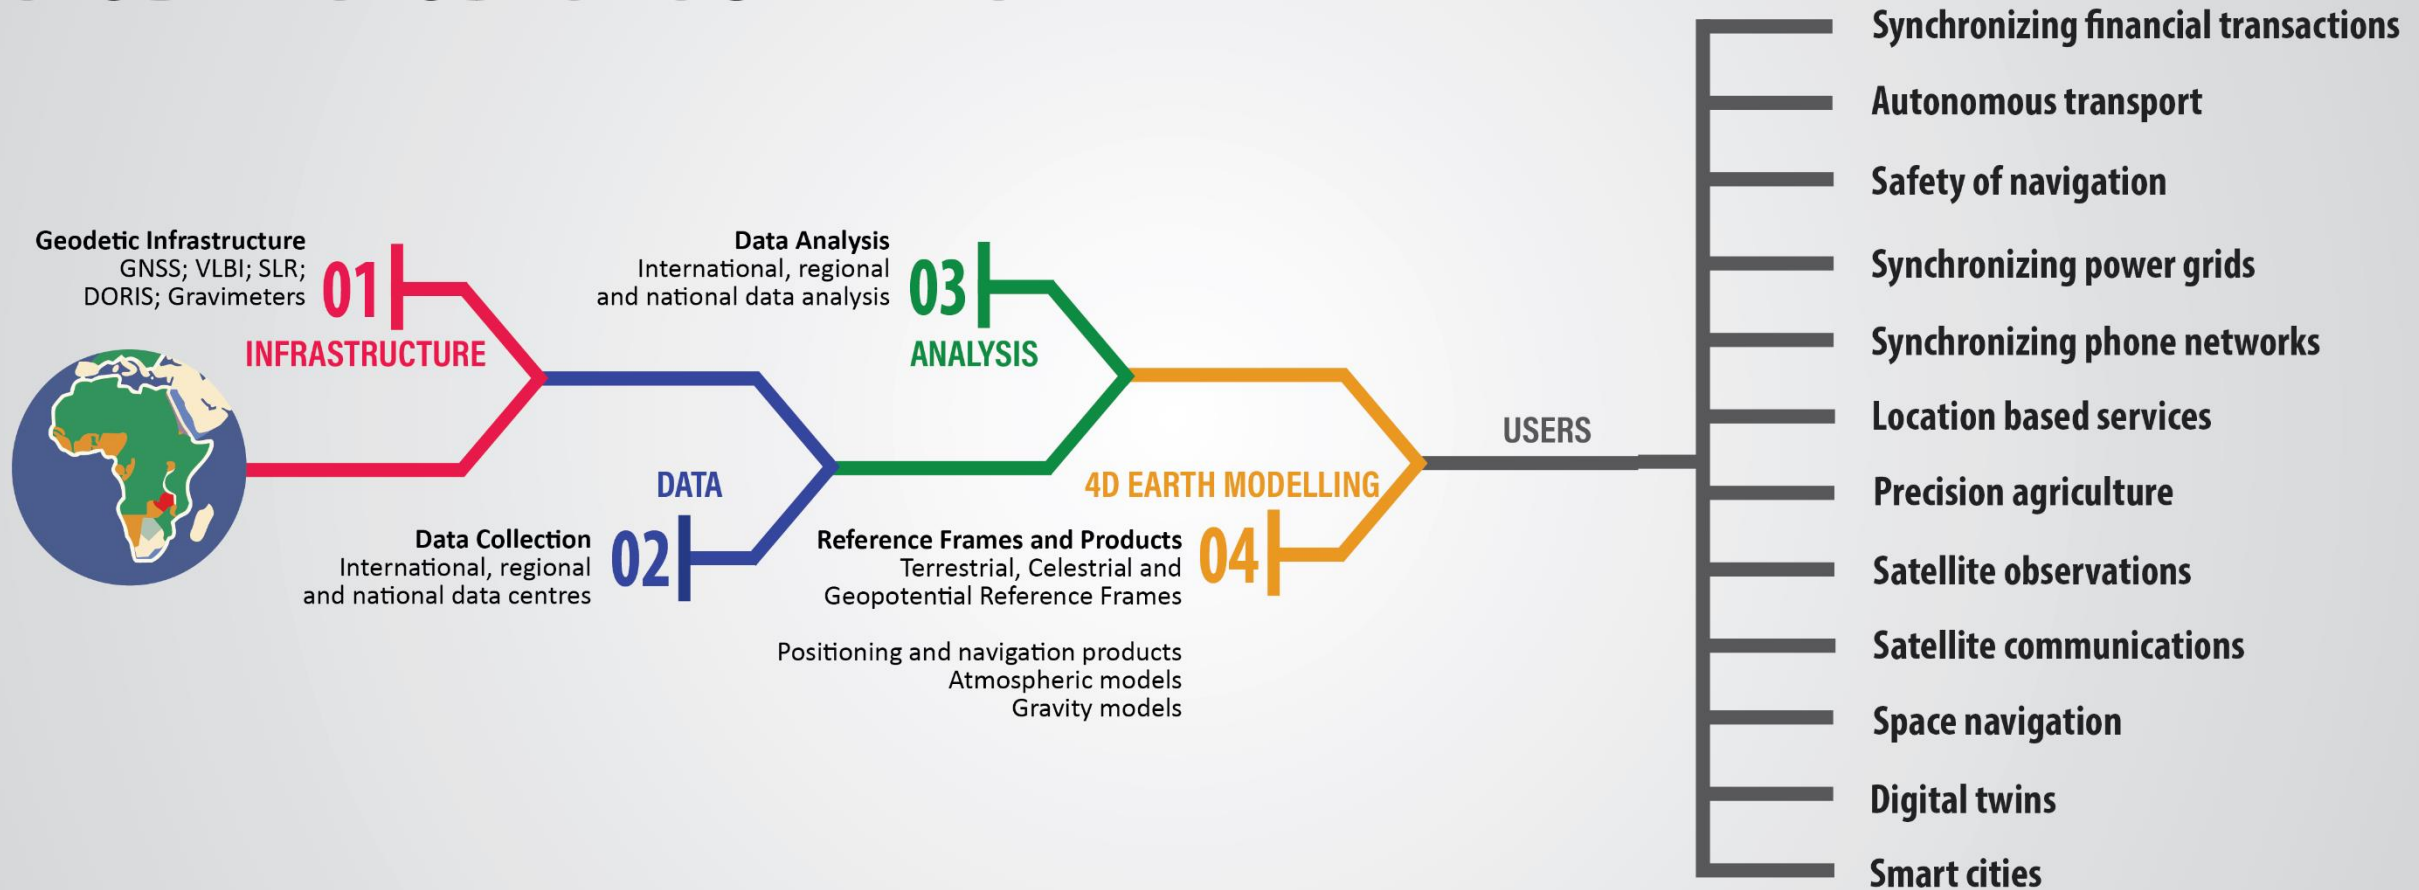 Geodetic Infrastructure
GNSS; VLBI; SLR;
DORIS; Gravimeters
01
INFRASTRUCTURE
DATA
Data Collection
International, regional
and national data centres
02
Data Analysis
International, regional
and national data analysis
03
ANALYSIS
4D EARTH MODELLING
Reference Frames and Products
Terrestrial, Celestrial and
Geopotential Reference Frames
04
Positioning and navigation products
Atmospheric models
Gravity models
USERS
Synchronizing financial transactions
Autonomous transport
Safety of navigation
Synchronizing power grids
Synchronizing phone networks
Location based services
Precision agriculture
Satellite observations
Satellite communications
Space navigation
Digital twins
Smart cities